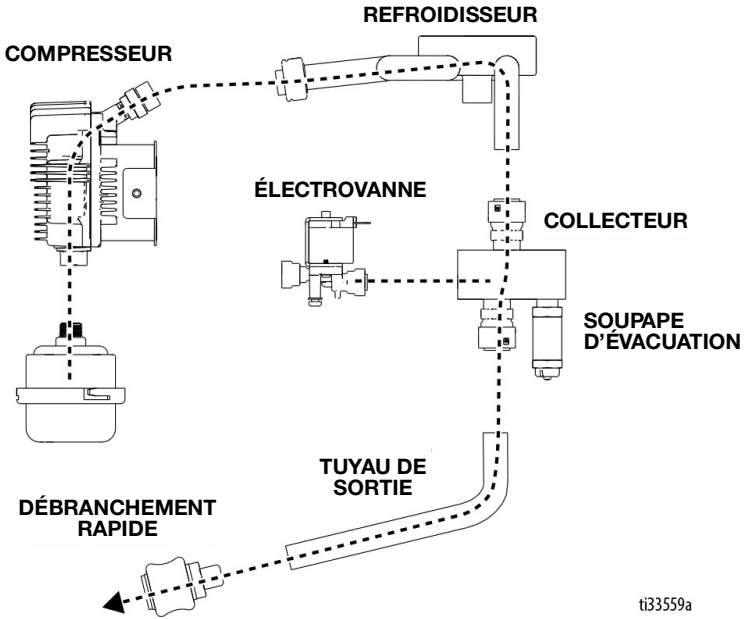 REFROIDISSEUR
COMPRESSEUR
ÉLECTROVANNE
COLLECTEUR
SOUPAPE
D'ÉVACUATION
TUYAU DE
SORTIE
DÉBRANCHEMENT
RAPIDE
ti33559a